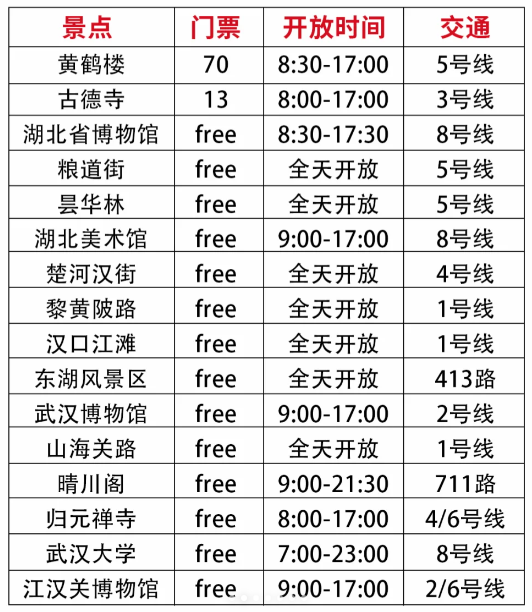 景点 门票 开放时间 交通
黄鹤楼 70 8:30-17:00 5号线
古德寺 13 8:00-17:00 3号线
湖北省博物馆 free 8:30-17:30 8号线
粮道街 free 全天开放 5号线
昙华林 free 全天开放 5号线
湖北美术馆 free 9:00-17:00 8号线
楚河汉街 free 全天开放 4号线
黎黄陂路 free 全天开放 1号线
汉口江滩 free 全天开放 1号线
东湖风景区 free 全天开放 413路
武汉博物馆 free 9:00-17:00 2号线
山海关路 free 全天开放 1号线
晴川阁 free 9:00-21:30 711路
归元禅寺 free 8:00-17:00 4/6号线
武汉大学 free 7:00-23:00 8号线
江汉关博物馆 free 9:00-17:00 2/6号线